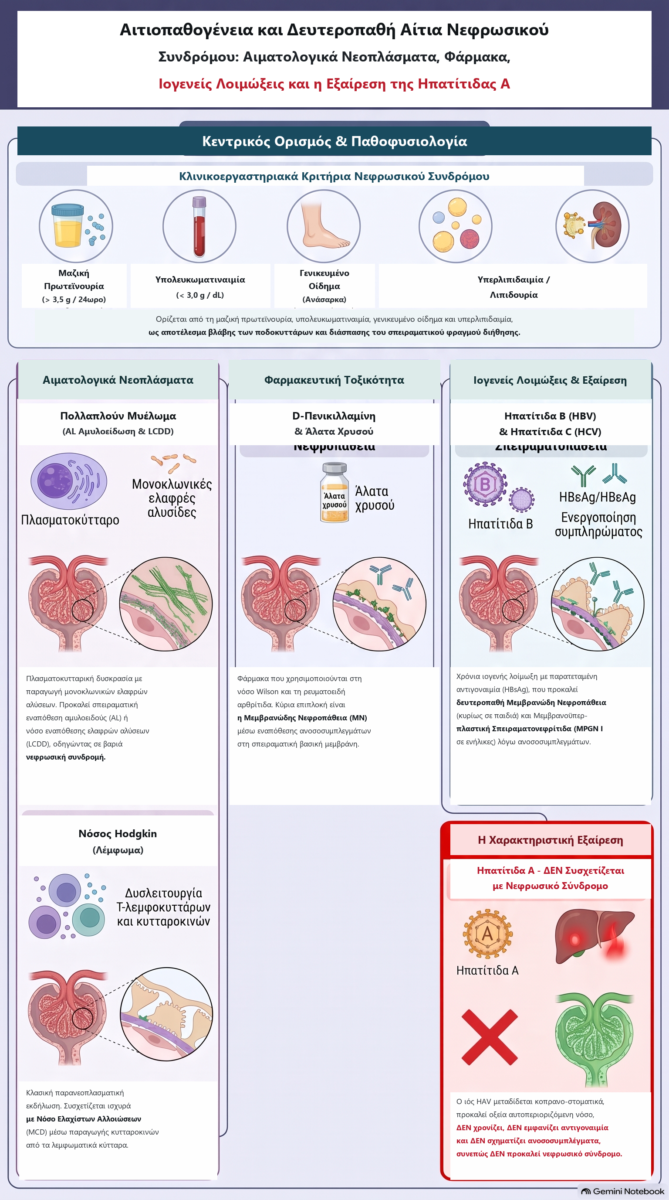 Αιτιοπαθογένεια και Δευτεροπαθή Αίτια Νεφρωσικού
Συνδρόμου: Αιματολογικά Νεοπλάσματα, Φάρμακα,
Ιογενείς Λοιμώξεις και η Εξαίρεση της Ηπατίτιδας Α
Κεντρικός Ορισμός & Παθοφυσιολογία
Κλινικοεργαστηριακά Κριτήρια Νεφρωσικού Συνδρόμου
Μαζική
Πρωτεϊνουρία
(> 3,5 g / 24ωρο)
Υπολευκωματιναιμία
(< 3,0 g / dL)
Γενικευμένο
Οίδημα
(Ανάσαρκα)
Υπερλιπιδαιμία /
Λιπιδουρία
Ορίζεται από τη μαζική πρωτεϊνουρία, υπολευκωματιναιμία, γενικευμένο οίδημα και υπερλιπιδαιμία,
ως αποτέλεσμα βλάβης των ποδοκυττάρων και διάσπασης του σπειραματικού φραγμού διήθησης.
Αιματολογικά Νεοπλάσματα
Πολλαπλούν Μυέλωμα
(AL Αμυλοείδωση & LCDD)
Πλασματοκύτταρο
Μονοκλωνικές
ελαφρές
αλυσίδες
Πλασματοκυτταρική δυσκρασία με
παραγωγή μονοκλωνικών ελαφρών
αλύσεων. Προκαλεί σπειραματική
εναπόθεση αμυλοειδούς (AL) ή
νόσο εναπόθεσης ελαφρών αλύσεων
(LCDD), οδηγώντας σε βαριά
νεφρωσική συνδρομή.
Νόσος Hodgkin
(Λέμφωμα)
Δυσλειτουργία
Τ-λεμφοκυττάρων
και κυτταροκινών
Κλασική παρανεοπλασματική
εκδήλωση. Συσχετίζεται ισχυρά
με Νόσο Ελαχίστων Αλλοιώσεων
(MCD) μέσω παραγωγής κυτταροκινών
από τα λεμφωματικά κύτταρα.
Φαρμακευτική Τοξικότητα
D-Πενικιλλαμίνη
& Άλατα Χρυσού
Νεφροπάθεια
Άλατα
χρυσού
Άλατα
χρυσού
Φάρμακα που χρησιμοποιούνται στη
νόσο Wilson και τη ρευματοειδή
αρθρίτιδα. Κύρια επιπλοκή είναι
η Μεμβρανώδης Νεφροπάθεια (MN)
μέσω εναπόθεσης ανοσοσυμπλεγμάτων
στη σπειραματική βασική μεμβράνη.
Ιογενείς Λοιμώξεις & Εξαίρεση
Ηπατίτιδα Β (HBV)
& Ηπατίτιδα C (HCV)
Σπειραματοπάθεια
B
Ηπατίτιδα Β
HBeAg/HBeAg
Ενεργοποίηση
συμπληρώματος
Χρόνια ιογενής λοίμωξη με παρατεταμένη
αντιγοναιμία (HBsAg), που προκαλεί
δευτεροπαθή Μεμβρανώδη Νεφροπάθεια
(κυρίως σε παιδιά) και Μεμβρανοϋπερ-
πλαστική Σπειραματονεφρίτιδα (MPGN I
σε ενήλικες) λόγω ανοσοσυμπλεγμάτων.
Η Χαρακτηριστική Εξαίρεση
Ηπατίτιδα Α - ΔΕΝ Συσχετίζεται
με Νεφρωσικό Σύνδρομο
A
Ηπατίτιδα Α
Ο ιός HAV μεταδίδεται κοπρανο-στοματικά,
προκαλεί οξεία αυτοπεριοριζόμενη νόσο,
ΔΕΝ χρονίζει, ΔΕΝ εμφανίζει αντιγοναιμία
και ΔΕΝ σχηματίζει ανοσοσυμπλέγματα,
συνεπώς ΔΕΝ προκαλεί νεφρωσικό σύνδρομο.
Gemini Notebook